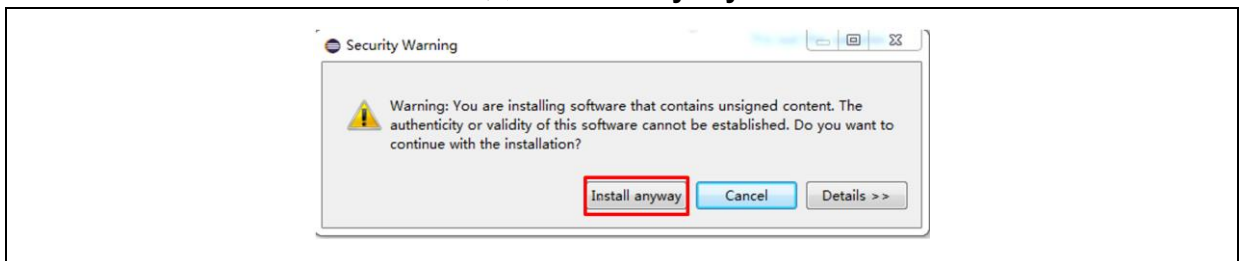 Security Warning
Warning: You are installing software that contains unsigned content. The
authenticity or validity of this software cannot be established. Do you want to
continue with the installation?
Install anyway Cancel Details >>